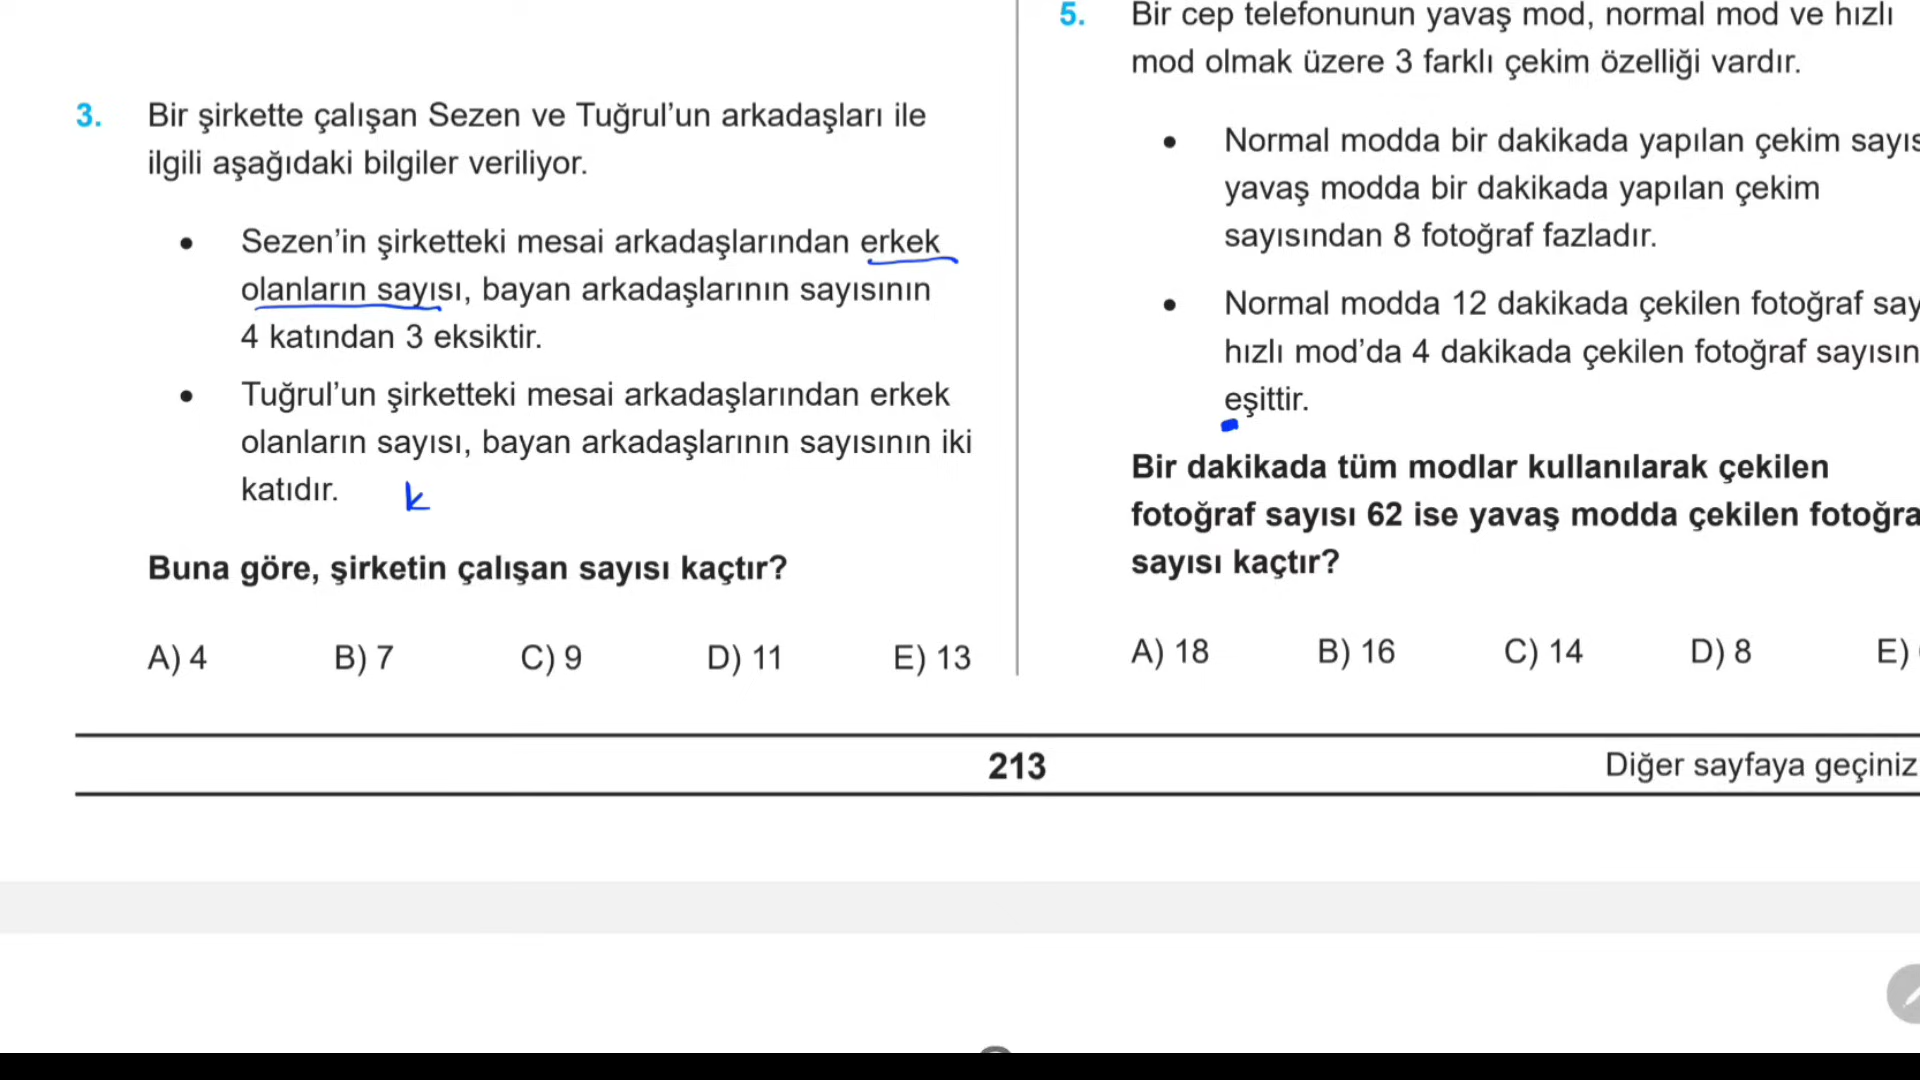 3. Bir şirkette çalışan Sezen ve Tuğrul’un arkadaşları ile
ilgili aşağıdaki bilgiler veriliyor.
• Sezen’in şirketteki mesai arkadaşlarından erkek
olanların sayısı, bayan arkadaşlarının sayısının
4 katından 3 eksiktir.
• Tuğrul’un şirketteki mesai arkadaşlarından erkek
olanların sayısı, bayan arkadaşlarının sayısının iki
katıdır.
k
Buna göre, şirketin çalışan sayısı kaçtır?
A) 4 B) 7 C) 9 D) 11 E) 13
5. Bir cep telefonunun yavaş mod, normal mod ve hızlı
mod olmak üzere 3 farklı çekim özelliği vardır.
• Normal modda bir dakikada yapılan çekim
yavaş modda bir dakikada yapılan çekim
sayısından 8 fotoğraf fazladır.
• Normal modda 12 dakikada çekilen fotoğraf
hızlı mod’da 4 dakikada çekilen fotoğraf
eşittir.
Bir dakikada tüm modlar kullanılarak çekilen
fotoğraf sayısı 62 ise yavaş modda çekilen
sayısı kaçtır?
A) 18 B) 16 C) 14 D) 8 E)
213
Diğer sayfaya geçiniz